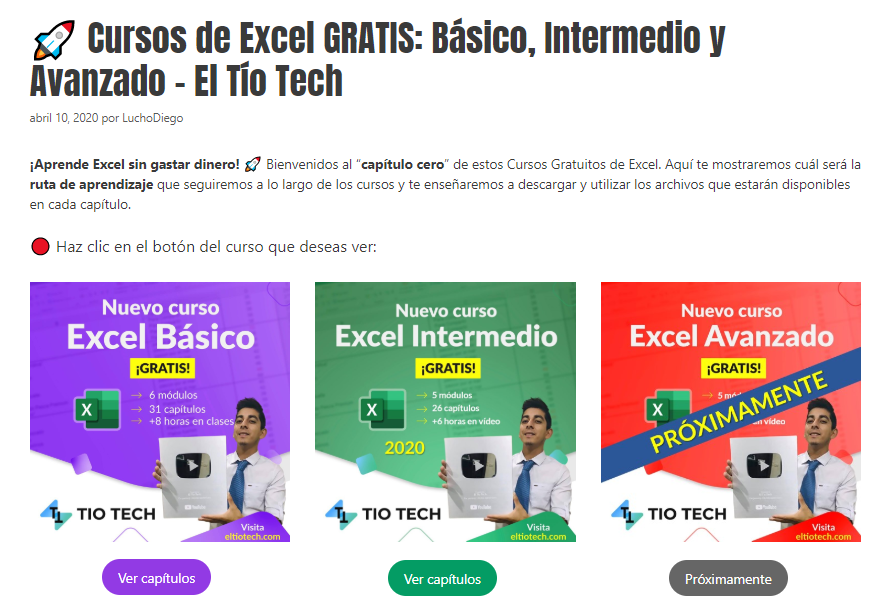 🚀 Cursos de Excel GRATIS: Básico, Intermedio y
Avanzado - El Tío Tech
abril 10, 2020 por LuchoDiego
¡Aprende Excel sin gastar dinero! 🚀 Bienvenidos al “capítulo cero” de estos Cursos Gratuitos de Excel. Aquí te mostraremos cuál será la
ruta de aprendizaje que seguiremos a lo largo de los cursos y te enseñaremos a descargar y utilizar los archivos que estarán disponibles
en cada capítulo.
🔴 Haz clic en el botón del curso que deseas ver:
Nuevo curso
Excel Básico
¡GRATIS!
X
→ 6 módulos
→ 31 capítulos
→ +8 horas en clases
TIO TECH
Visita
eltiotech.com
Ver capítulos
Nuevo curso
Excel Intermedio
¡GRATIS!
X
→ 5 módulos
→ 26 capítulos
→ +6 horas en vídeo
2020
TIO TECH
Visita
eltiotech.com
Ver capítulos
Nuevo curso
Excel Avanzado
¡GRATIS!
X
→ 5
vídeo
PRÓXIMAMENTE
TIO TECH
Visita
eltiotech.com
Próximamente